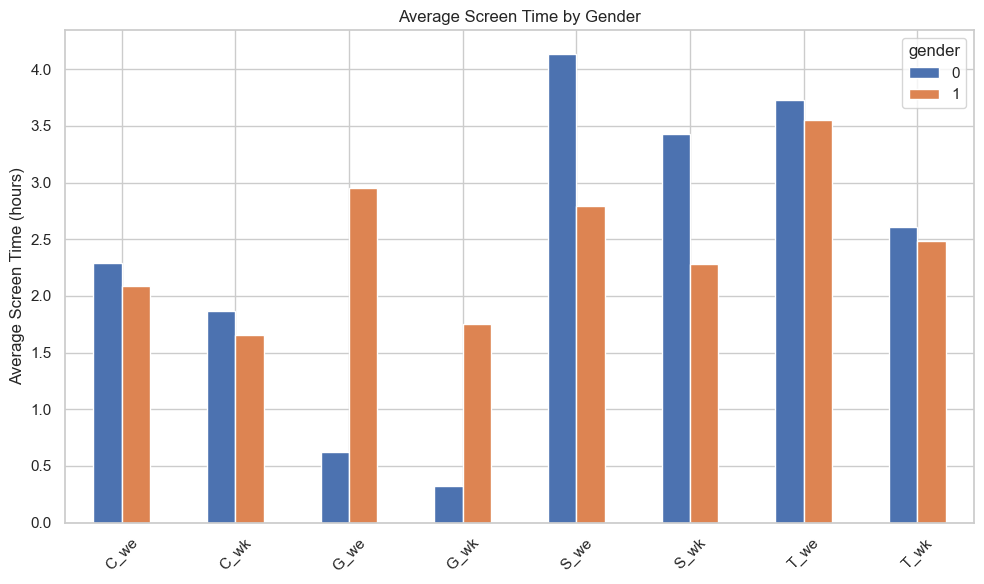 Average Screen Time by Gender
gender
0
1
Average Screen Time (hours)
4.0
3.5
3.0
2.5
2.0
1.5
1.0
0.5
0.0
C_we
C_wk
G_we
G_wk
S_we
S_wk
T_we
T_wk